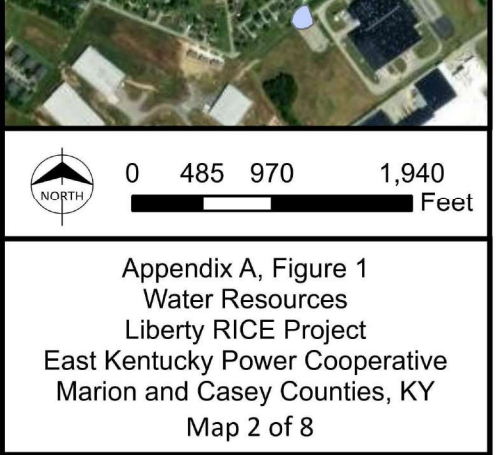 NORTH
0 485 970 1,940
Feet
Appendix A, Figure 1
Water Resources
Liberty RICE Project
East Kentucky Power Cooperative
Marion and Casey Counties, KY
Map 2 of 8